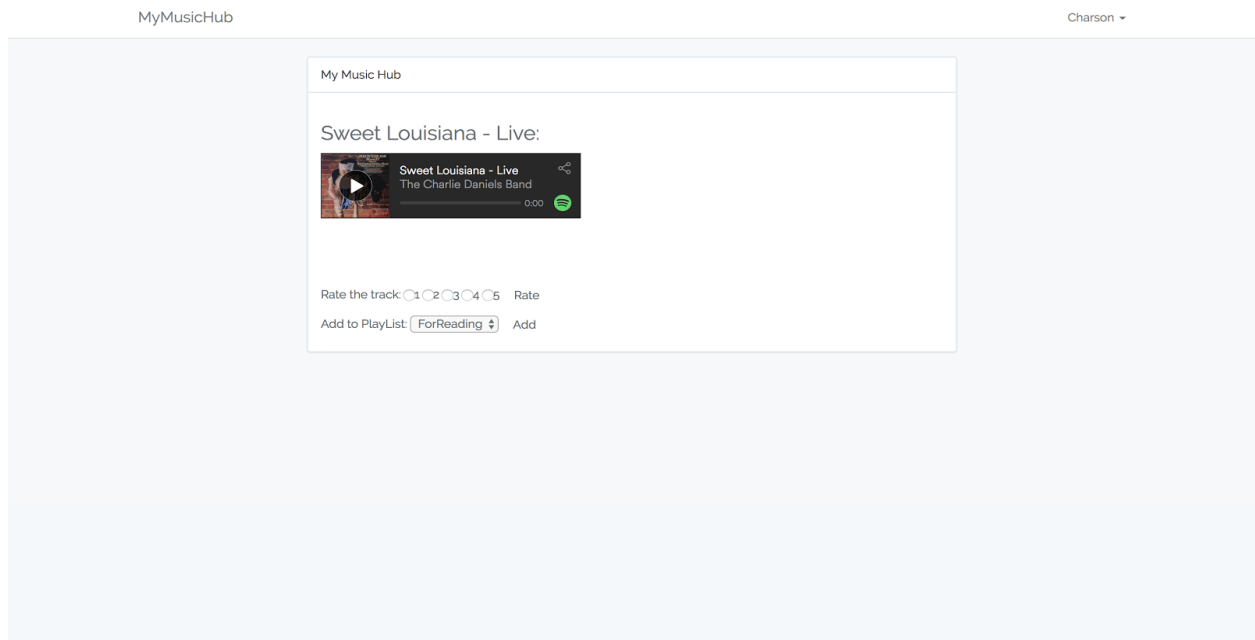 MyMusicHub Charson
My Music Hub
Sweet Louisiana - Live:
Sweet Louisiana - Live
The Charlie Daniels Band
0:00
Rate the track: 1 2 3 4 5 Rate
Add to PlayList: ForReading Add